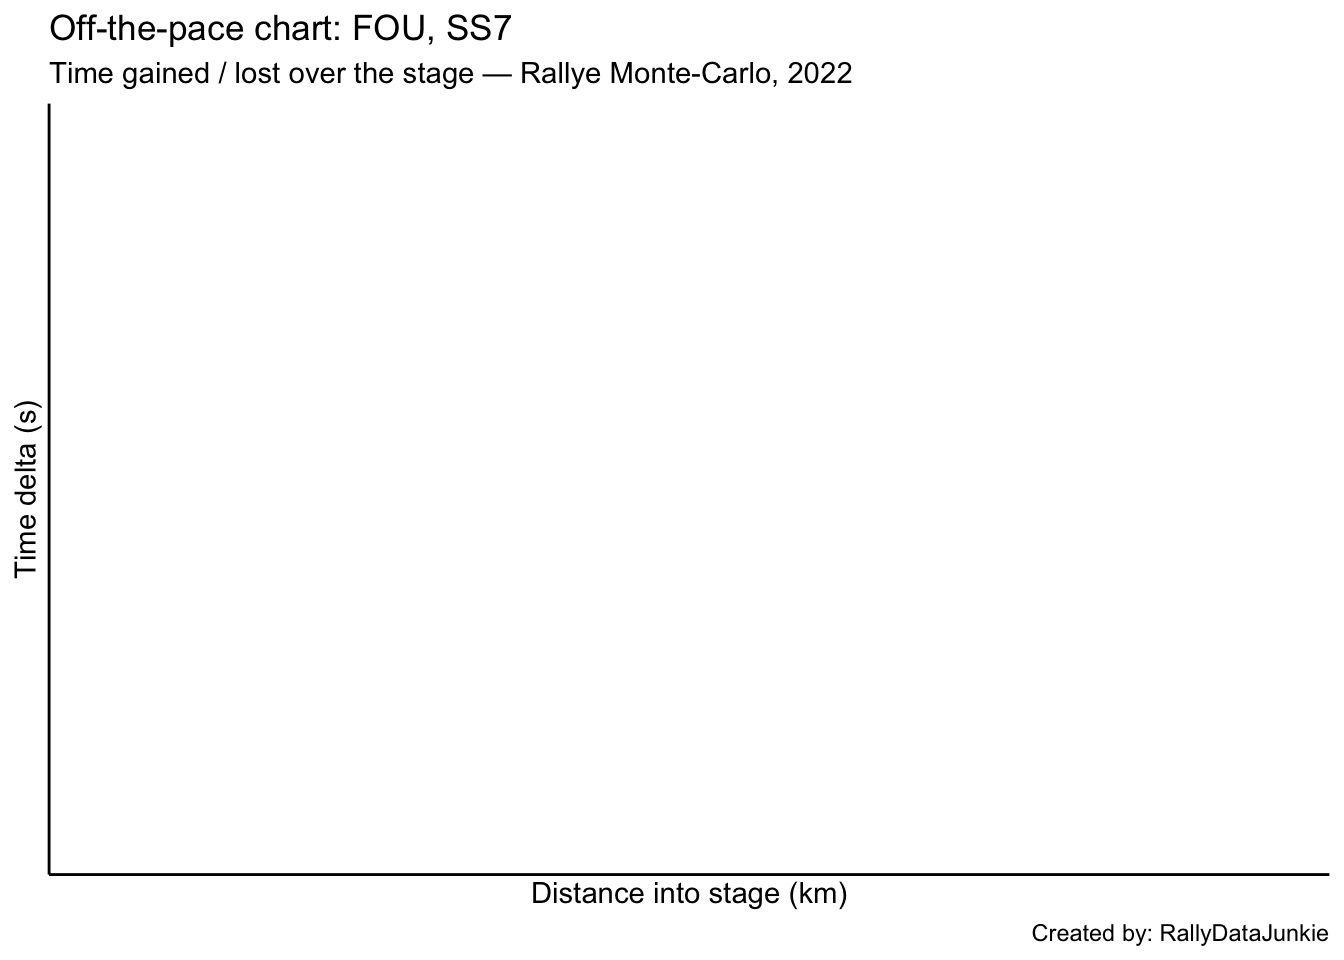 Off-the-pace chart: FOU, SS7
Time gained / lost over the stage — Rallye Monte-Carlo, 2022
Time delta (s)
Distance into stage (km)
Created by: RallyDataJunkie